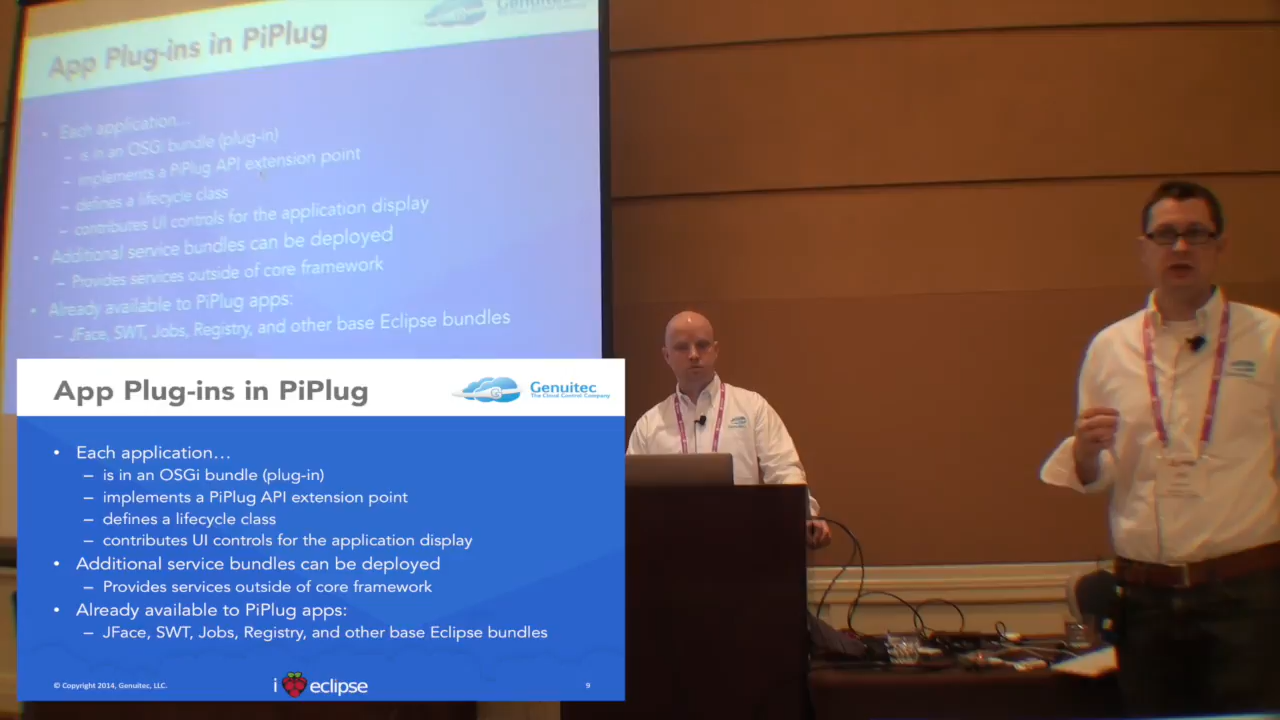 Genuitec
App Plug-ins in PiPlug
• Each application...
– is in an OSGi bundle (plug-in)
– implements a PiPlug API extension point
– defines a lifecycle class
– contributes UI controls for the application display
• Additional service bundles can be deployed
– Provides services outside of core framework
• Already available to PiPlug apps:
– JFace, SWT, Jobs, Registry, and other base Eclipse bundles
App Plug-ins in PiPlug
G
Genuitec
The Cloud Control Company
• Each application…
– is in an OSGi bundle (plug-in)
– implements a PiPlug API extension point
– defines a lifecycle class
– contributes UI controls for the application display
• Additional service bundles can be deployed
– Provides services outside of core framework
• Already available to PiPlug apps:
– JFace, SWT, Jobs, Registry, and other base Eclipse bundles
© Copyright 2014, Genuitec, LLC.
i eclipse
9